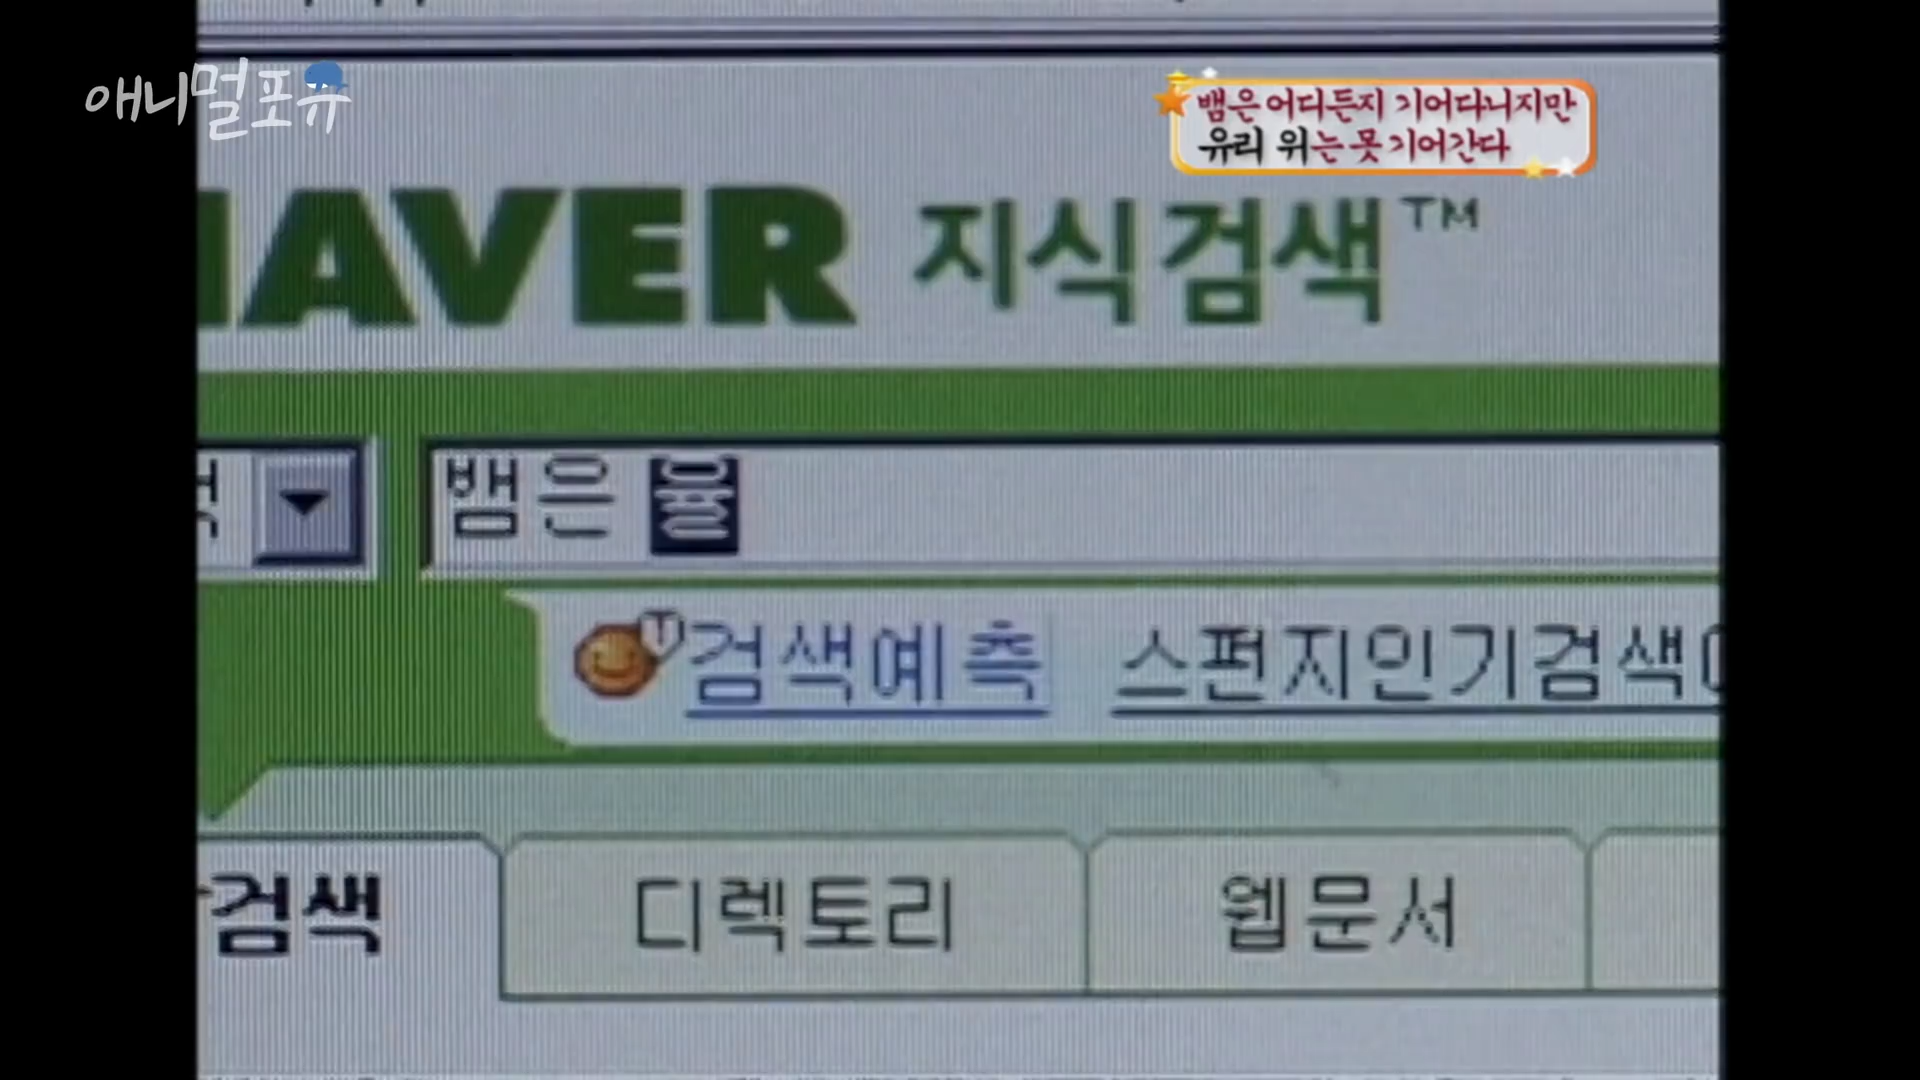 애니멀포유
뱀은 어디든지 기어다니지만
유리 위는 못 기어간다
NAVER 지식검색™
뱀은 율
검색예측 스펀지인기검색
검색 디렉토리 웹문서